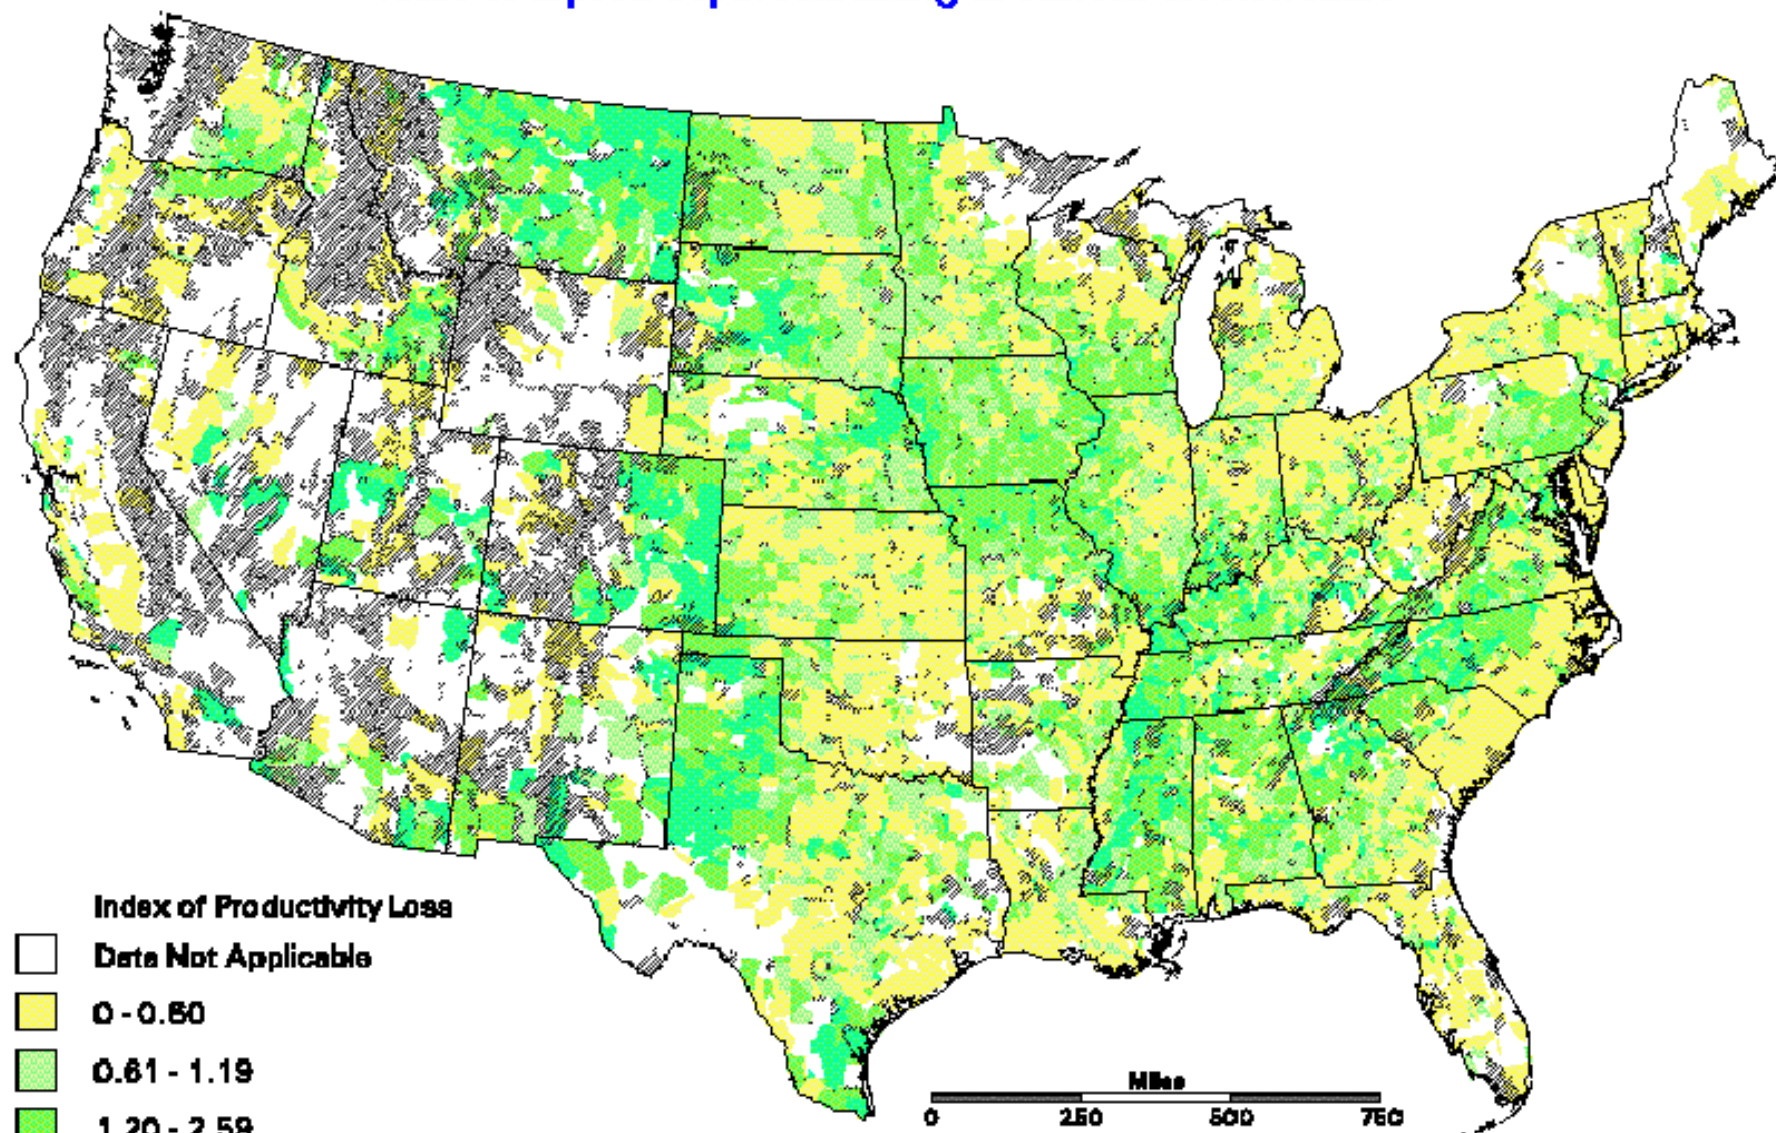 Index of Productivity Loss
Data Not Applicable
0 - 0.60
0.61 - 1.19
1.20 - 2.59
Miles
0 250 500 750